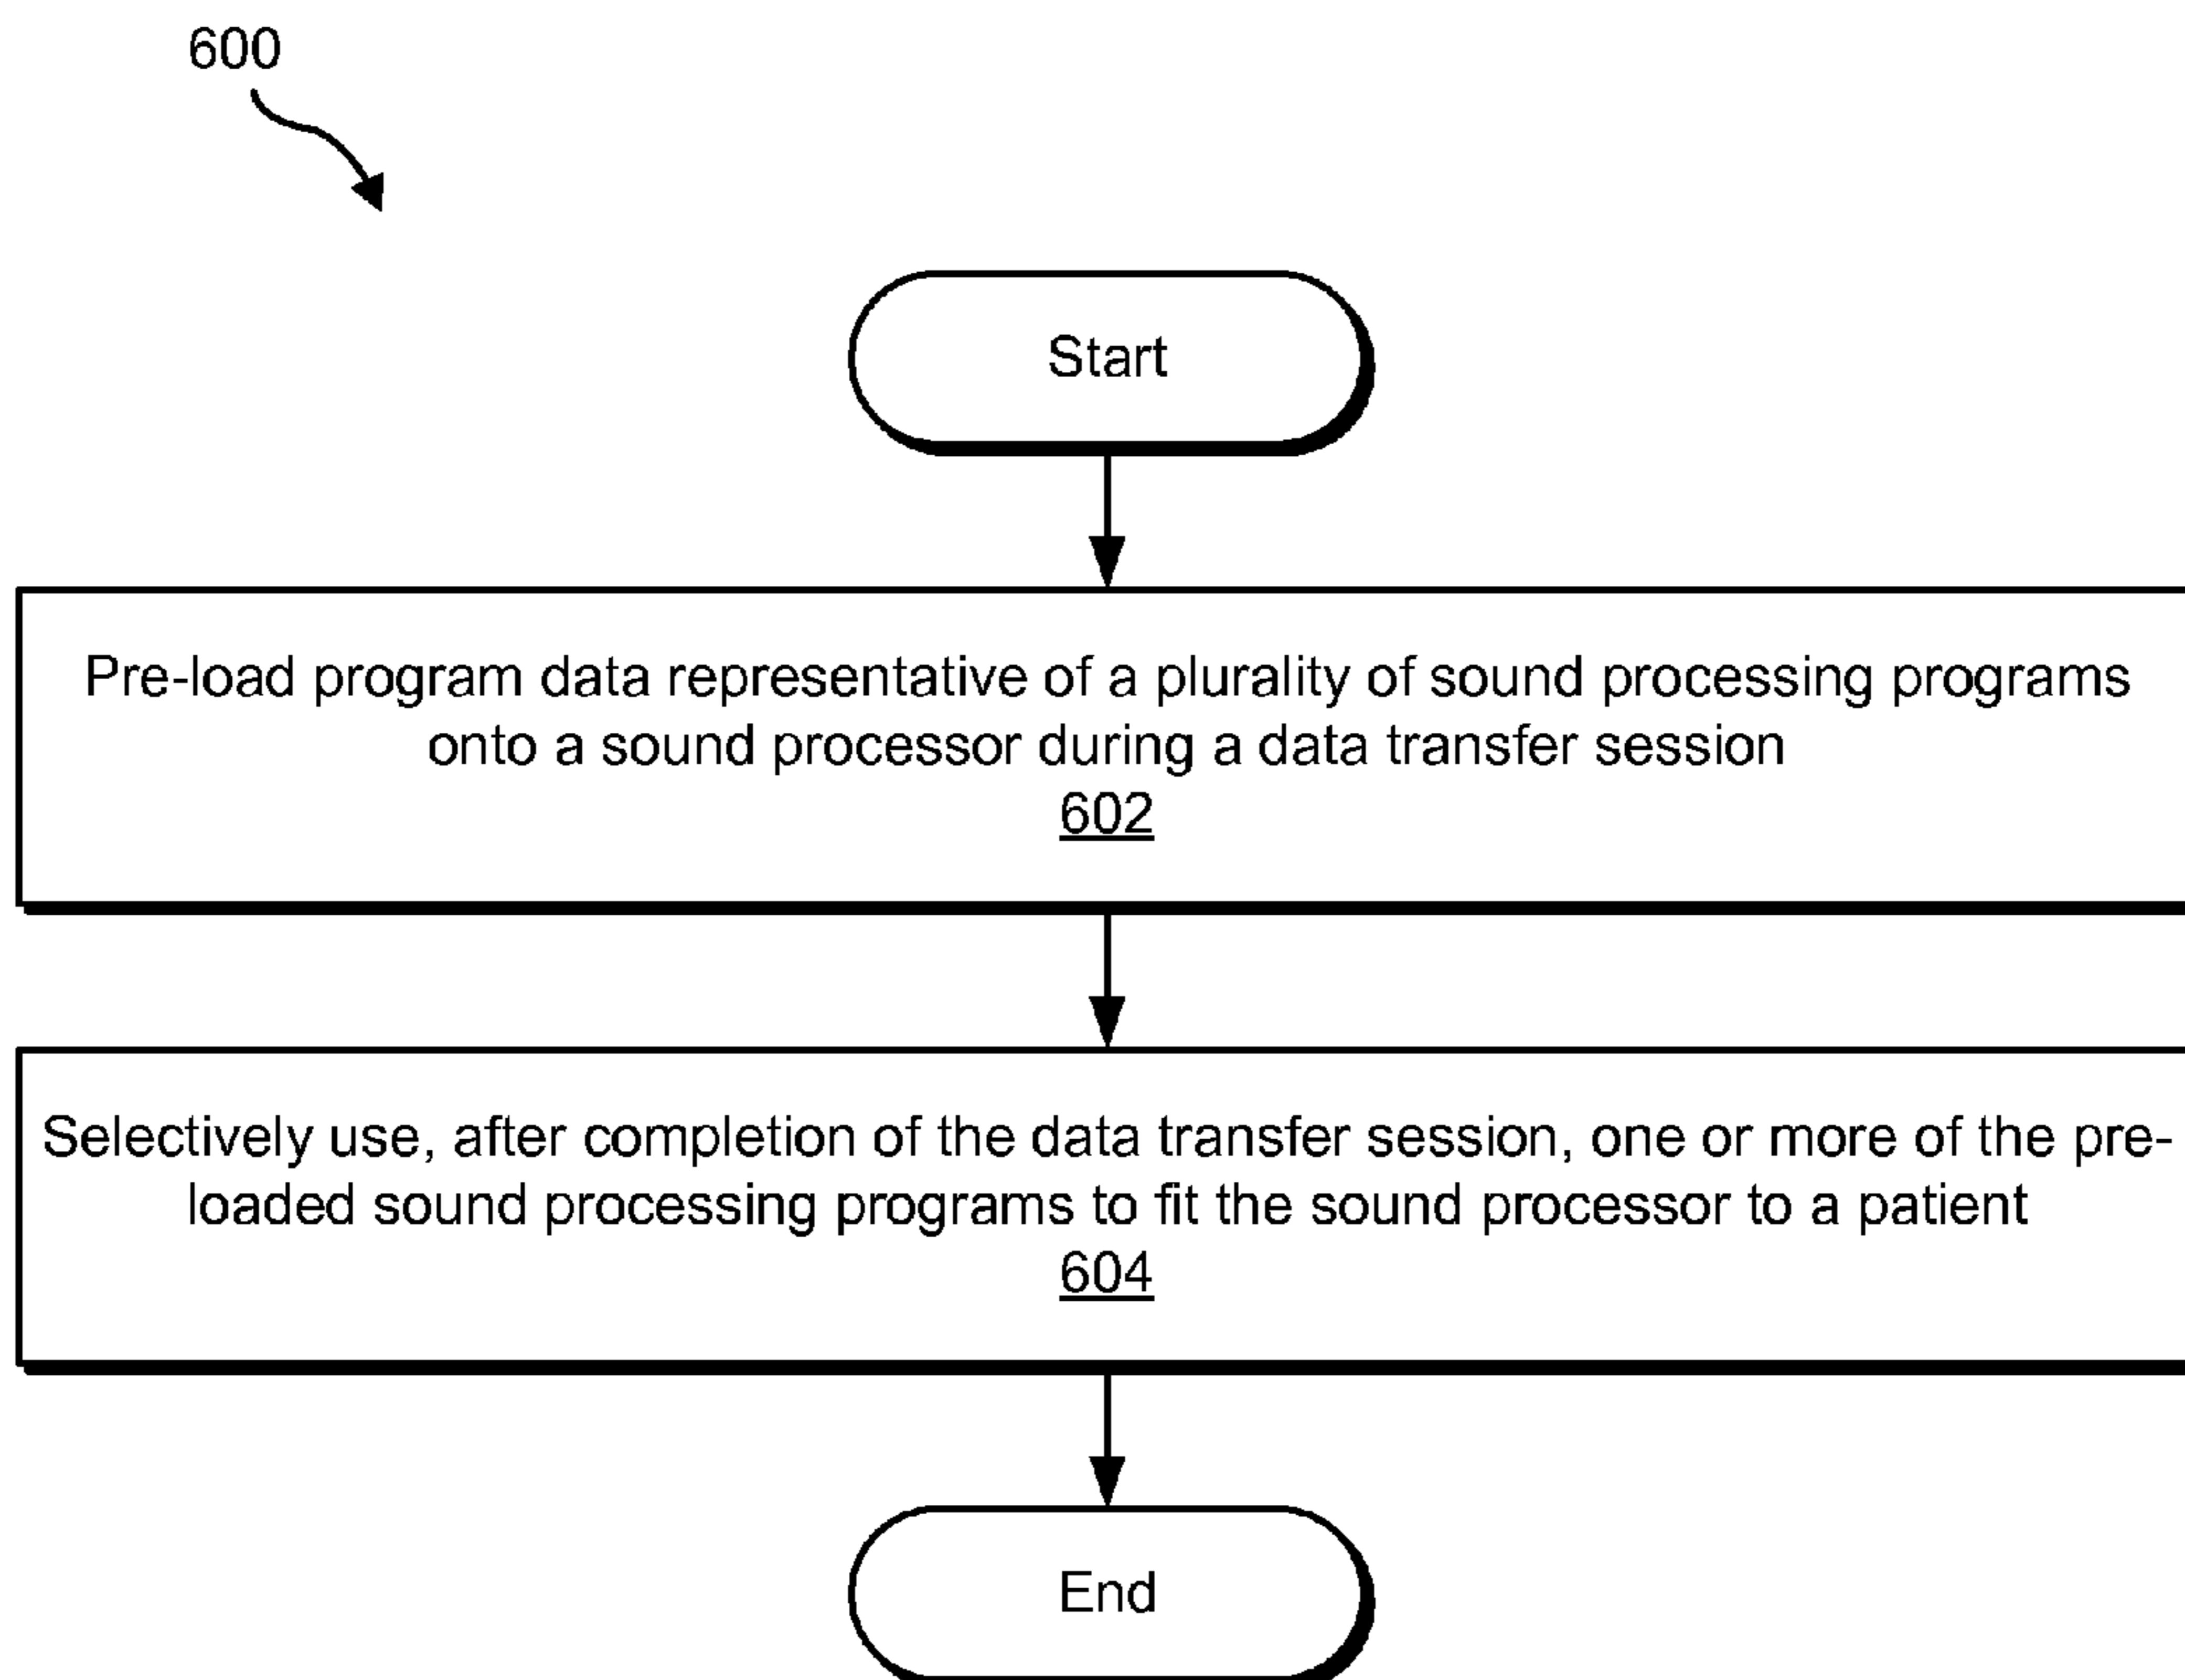 600
Start
Pre-load program data representative of a plurality of sound processing programs
onto a sound processor during a data transfer session
602
Selectively use, after completion of the data transfer session, one or more of the pre-
loaded sound processing programs to fit the sound processor to a patient
604
End